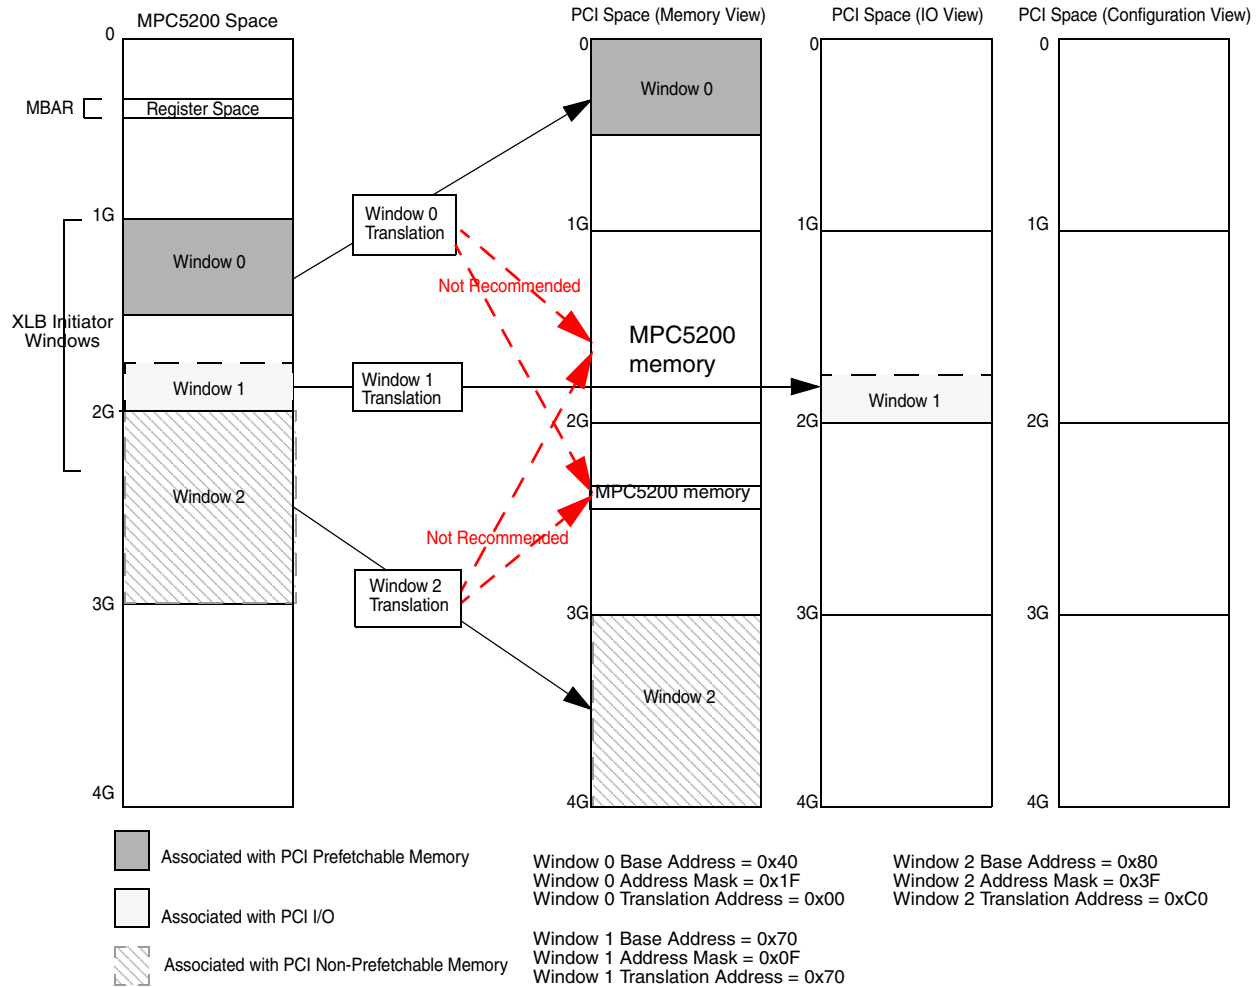 MPC5200 Space
PCI Space (Memory View)
PCI Space (IO View)
PCI Space (Configuration View)
0
0
0
0
Window 0
MBAR
Register Space
1G
1G
1G
1G
Window 0
Translation
Window 0
Not Recommended
XLB Initiator
Windows
MPC5200
memory
Window 1
Window 1
Translation
Window 1
2G
2G
2G
2G
Window 2
MPC5200 memory
Not Recommended
Window 2
Translation
3G
3G
3G
3G
Window 2
4G
4G
4G
4G
Associated with PCI Prefetchable Memory
Associated with PCI I/O
Associated with PCI Non-Prefetchable Memory
Window 0 Base Address = 0x40
Window 0 Address Mask = 0x1F
Window 0 Translation Address = 0x00
Window 1 Base Address = 0x70
Window 1 Address Mask = 0x0F
Window 1 Translation Address = 0x70
Window 2 Base Address = 0x80
Window 2 Address Mask = 0x3F
Window 2 Translation Address = 0xC0